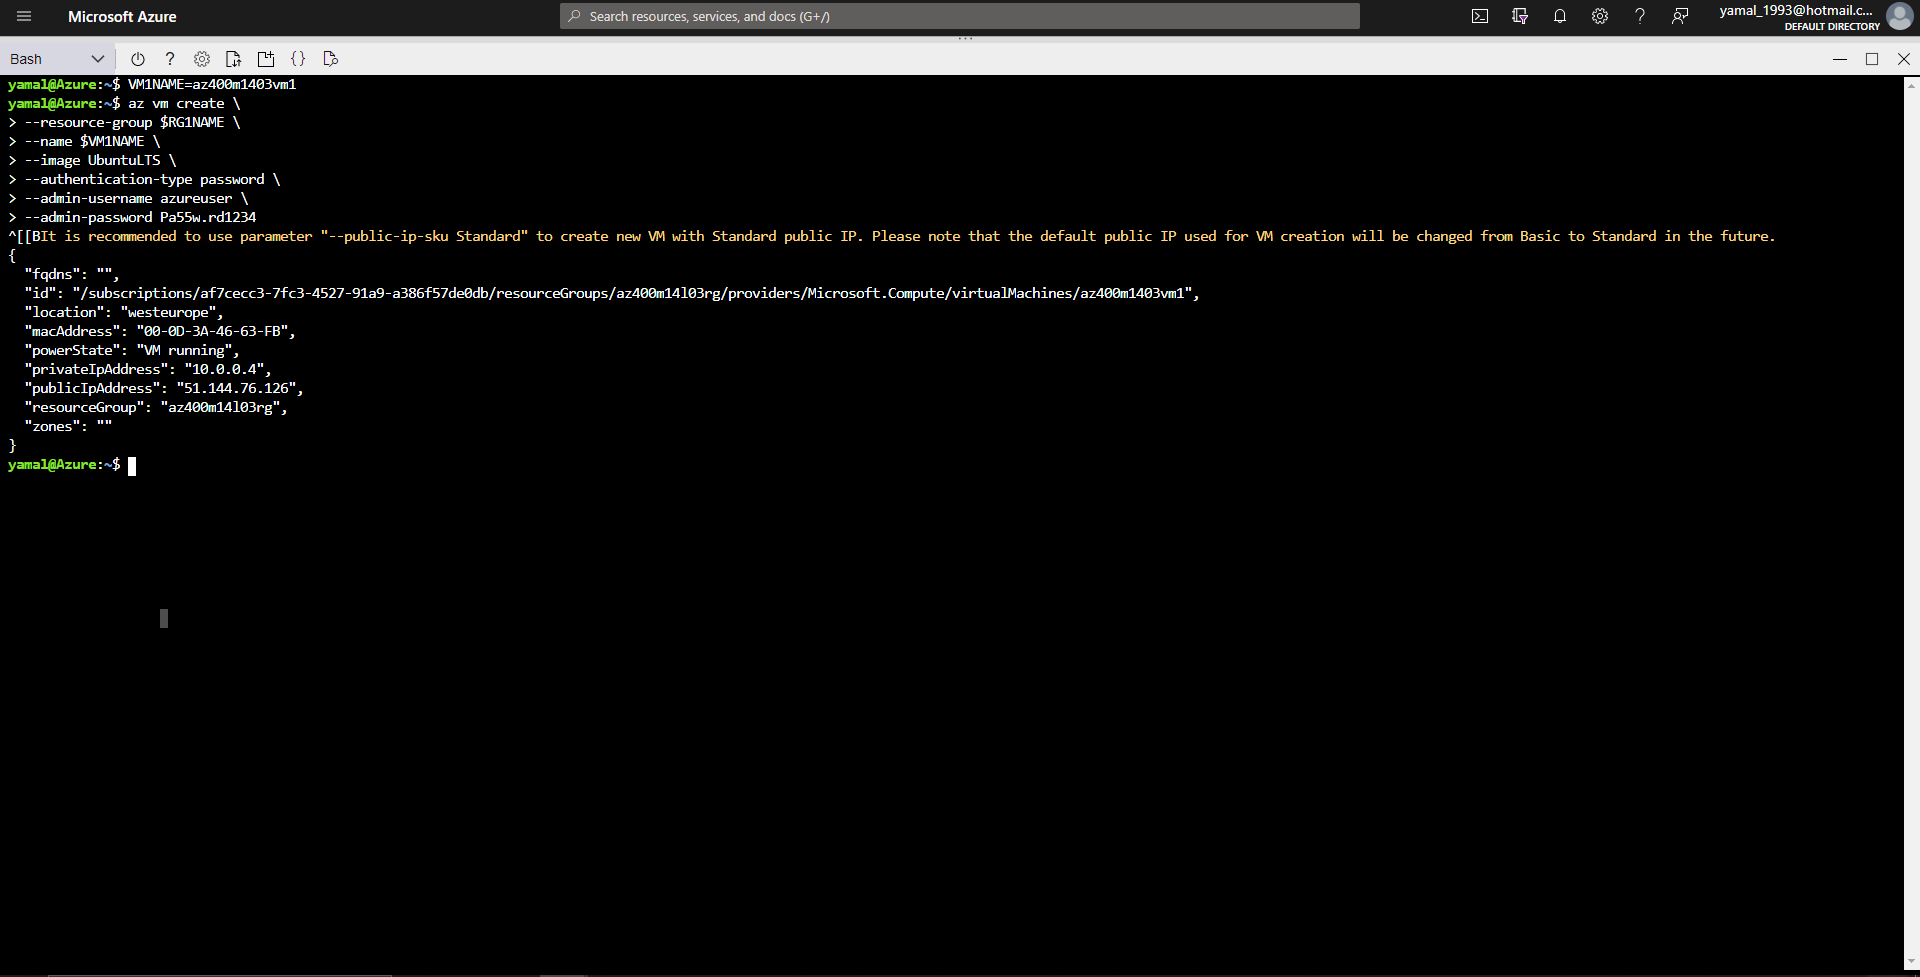 Microsoft Azure
Search resources, services, and docs (G+/)
yamal_1993@hotmail.c...
DEFAULT DIRECTORY
Bash
yamal@Azure:~$ VM1NAME=az400m1403vm1
yamal@Azure:~$ az vm create \
> --resource-group $RG1NAME \
> --name $VM1NAME \
> --image UbuntuLTS \
> --authentication-type password \
> --admin-username azureuser \
> --admin-password Pa55w.rd1234
^[[BIt is recommended to use parameter "--public-ip-sku Standard" to create new VM with Standard public IP. Please note that the default public IP used for VM creation will be changed from Basic to Standard in the future.
{
  "fqdns": "",
  "id": "/subscriptions/af7cecc3-7fc3-4527-91a9-a386f57de0db/resourceGroups/az400m14l03rg/providers/Microsoft.Compute/virtualMachines/az400m1403vm1",
  "location": "westeurope",
  "macAddress": "00-0D-3A-46-63-FB",
  "powerState": "VM running",
  "privateIpAddress": "10.0.0.4",
  "publicIpAddress": "51.144.76.126",
  "resourceGroup": "az400m14l03rg",
  "zones": ""
}
yamal@Azure:~$